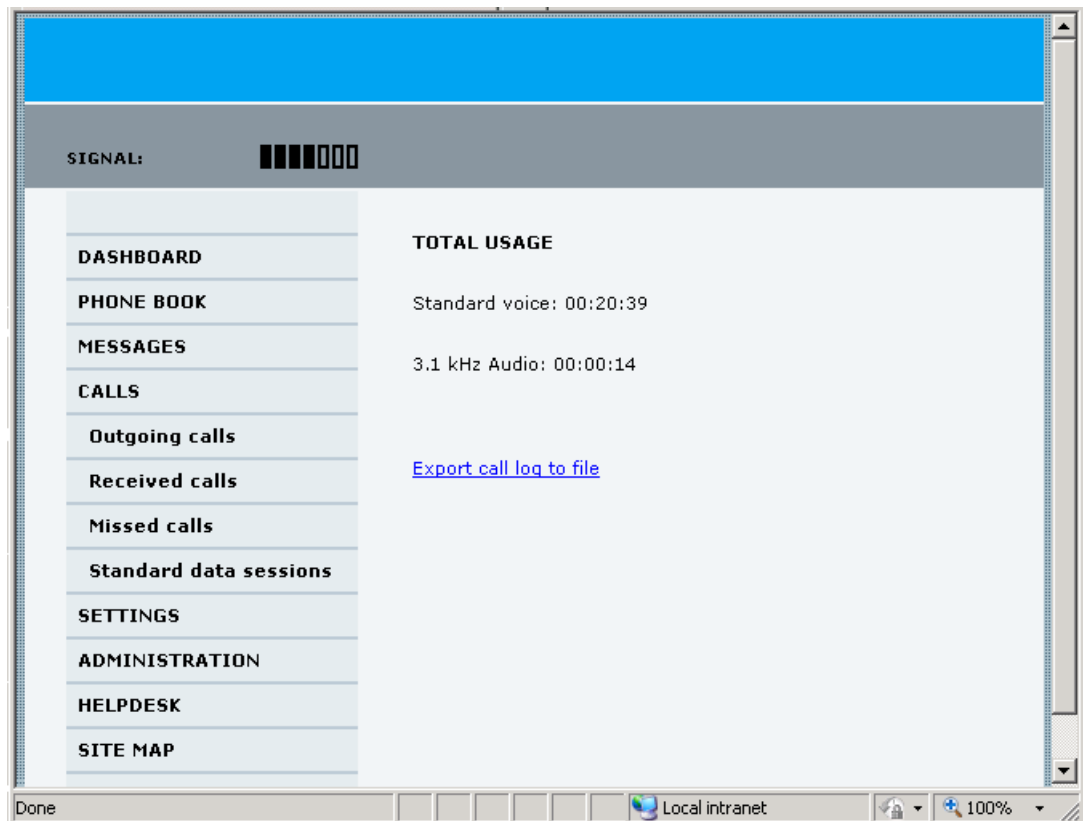 SIGNAL:
DASHBOARD
PHONE BOOK
MESSAGES
CALLS
Outgoing calls
Received calls
Missed calls
Standard data sessions
SETTINGS
ADMINISTRATION
HELPDESK
SITE MAP
TOTAL USAGE
Standard voice: 00:20:39
3.1 kHz Audio: 00:00:14
Export call log to file
Done
Local intranet
100%